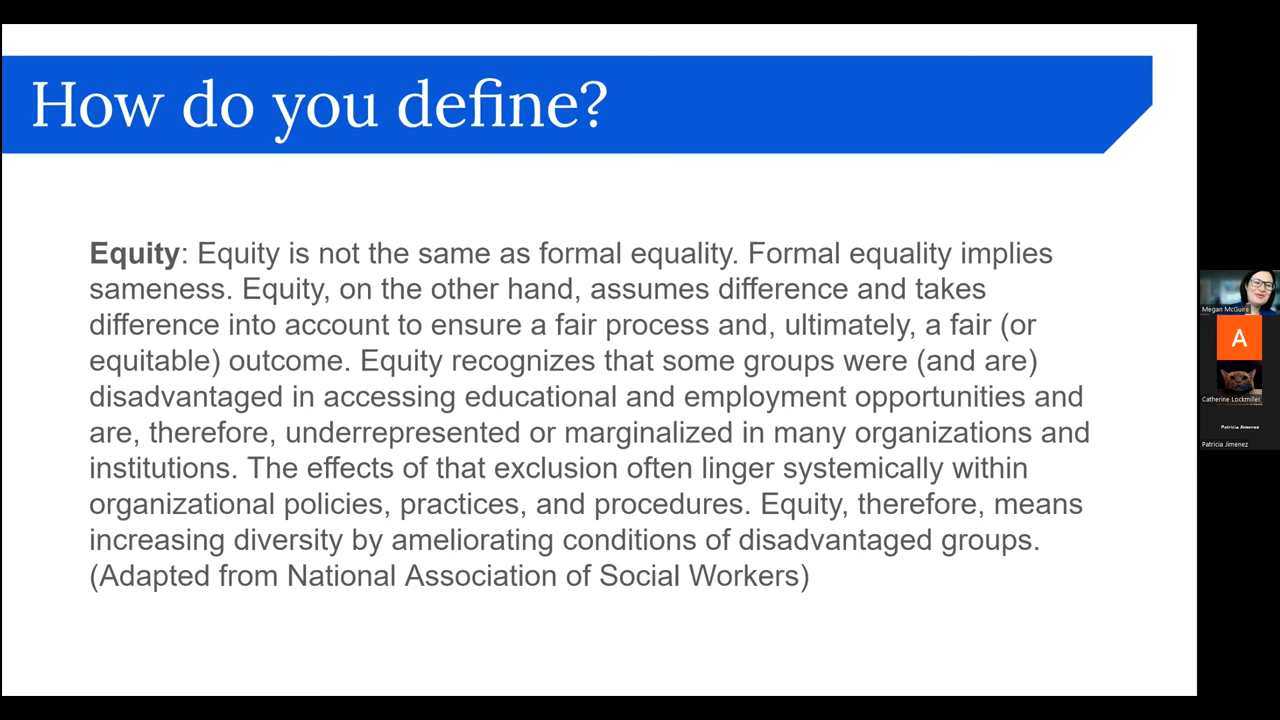 How do you define?
Equity: Equity is not the same as formal equality. Formal equality implies
sameness. Equity, on the other hand, assumes difference and takes
difference into account to ensure a fair process and, ultimately, a fair (or
equitable) outcome. Equity recognizes that some groups were (and are)
disadvantaged in accessing educational and employment opportunities and
are, therefore, underrepresented or marginalized in many organizations and
institutions. The effects of that exclusion often linger systemically within
organizational policies, practices, and procedures. Equity, therefore, means
increasing diversity by ameliorating conditions of disadvantaged groups.
(Adapted from National Association of Social Workers)
Megan McGuire
A
Catherine Lockmiller
Patricia Jimenez
Patricia Jimenez